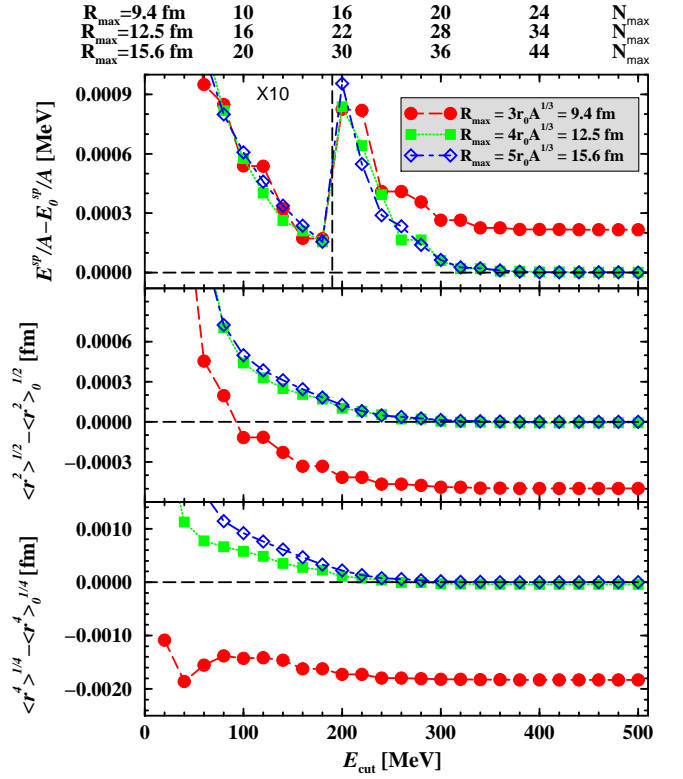 R_max=9.4 fm 10 16 20 24 N_max
R_max=12.5 fm 16 22 28 34 N_max
R_max=15.6 fm 20 30 36 44 N_max
X10
R_max = 3r_0A^1/3 = 9.4 fm
R_max = 4r_0A^1/3 = 12.5 fm
R_max = 5r_0A^1/3 = 15.6 fm
E^sp/A−E_0^sp/A [MeV]
0.0009
0.0006
0.0003
0.0000
<r^2>^1/2−<r^2>_0^1/2 [fm]
0.0006
0.0003
0.0000
−0.0003
<r^4>^1/4−<r^4>_0^1/4 [fm]
0.0010
0.0000
−0.0010
−0.0020
0 100 200 300 400 500
E_cut [MeV]